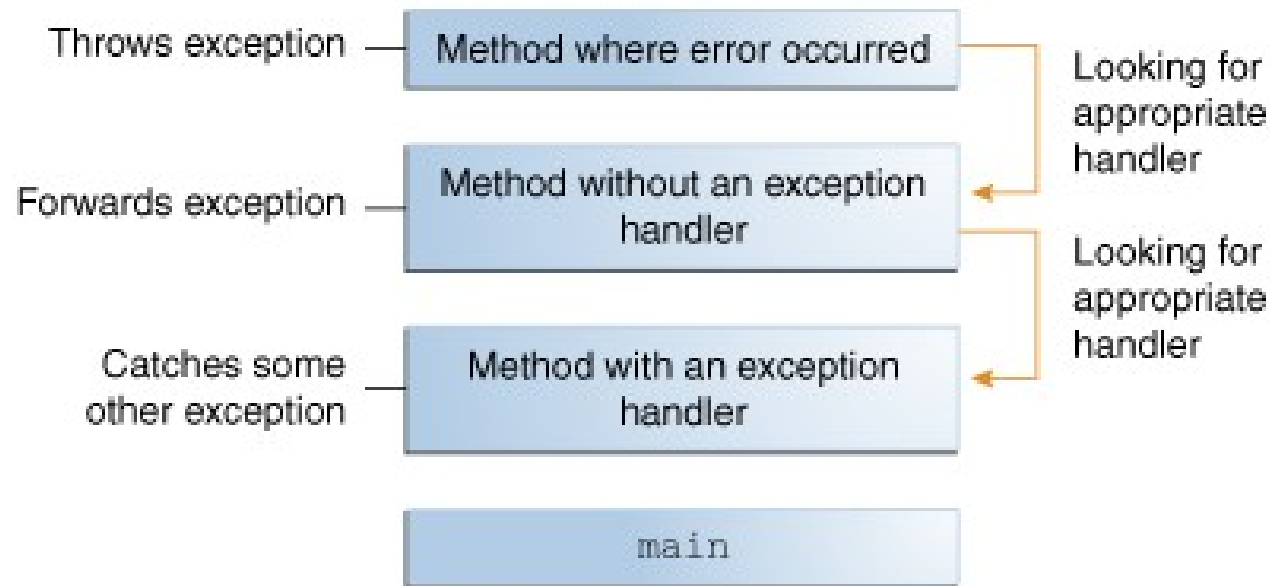 Throws exception
Method where error occurred
Looking for
appropriate
handler
Forwards exception
Method without an exception
handler
Looking for
appropriate
handler
Catches some
other exception
Method with an exception
handler
main